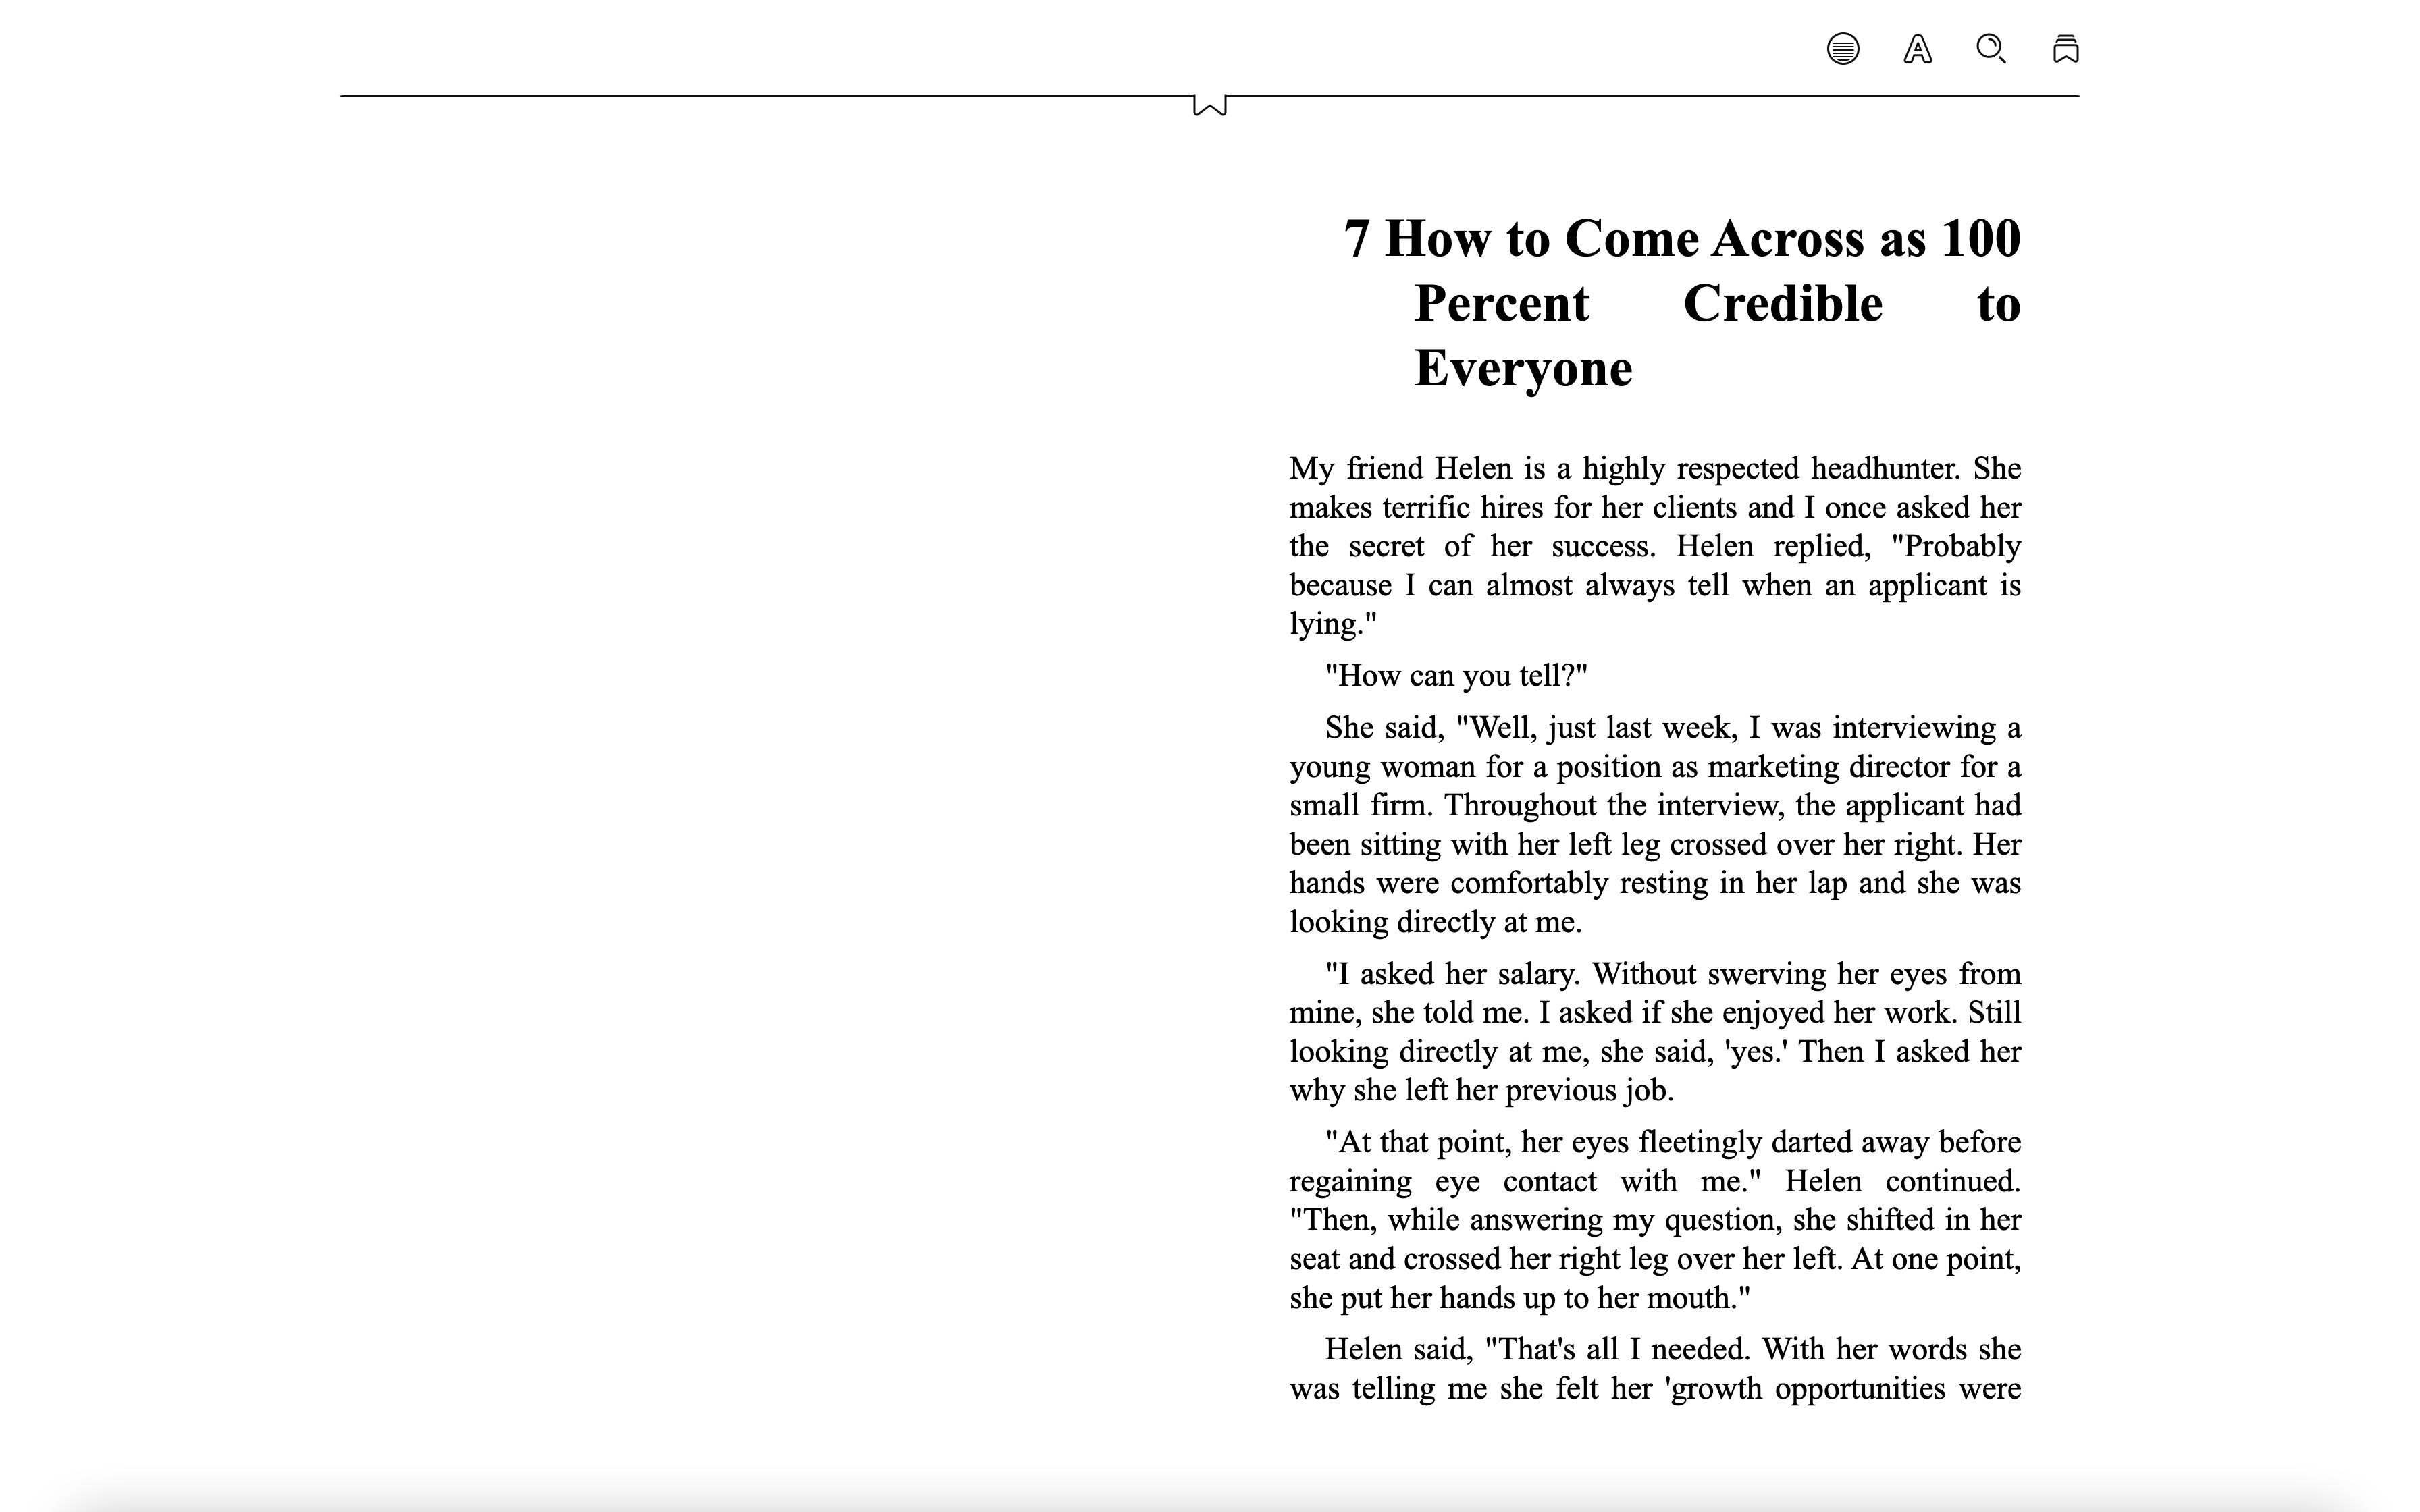 7 How to Come Across as 100
Percent Credible to
Everyone
My friend Helen is a highly respected headhunter. She
makes terrific hires for her clients and I once asked her
the secret of her success. Helen replied, "Probably
because I can almost always tell when an applicant is
lying."
"How can you tell?"
She said, "Well, just last week, I was interviewing a
young woman for a position as marketing director for a
small firm. Throughout the interview, the applicant had
been sitting with her left leg crossed over her right. Her
hands were comfortably resting in her lap and she was
looking directly at me.
"I asked her salary. Without swerving her eyes from
mine, she told me. I asked if she enjoyed her work. Still
looking directly at me, she said, 'yes.' Then I asked her
why she left her previous job.
"At that point, her eyes fleetingly darted away before
regaining eye contact with me." Helen continued.
"Then, while answering my question, she shifted in her
seat and crossed her right leg over her left. At one point,
she put her hands up to her mouth."
Helen said, "That's all I needed. With her words she
was telling me she felt her 'growth opportunities were